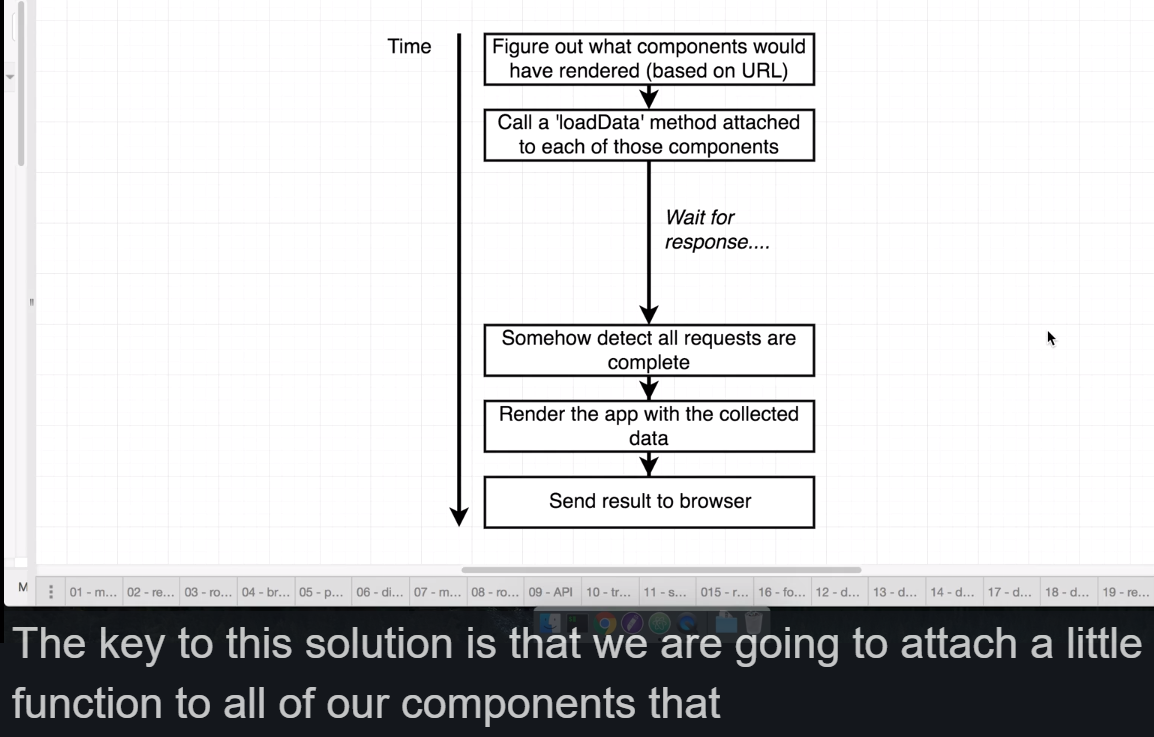 Time
Figure out what components would
have rendered (based on URL)
Call a 'loadData' method attached
to each of those components
Wait for
response....
Somehow detect all requests are
complete
Render the app with the collected
data
Send result to browser
M
01 - m... 02 - re... 03 - ro... 04 - br... 05 - p... 06 - di... 07 - m... 08 - ro... 09 - API 10 - tr... 11 - s... 015 - r... 16 - fo... 12 - d... 13 - d... 14 - d... 17 - d... 18 - d... 19 - re...
The key to this solution is that we are going to attach a little
function to all of our components that